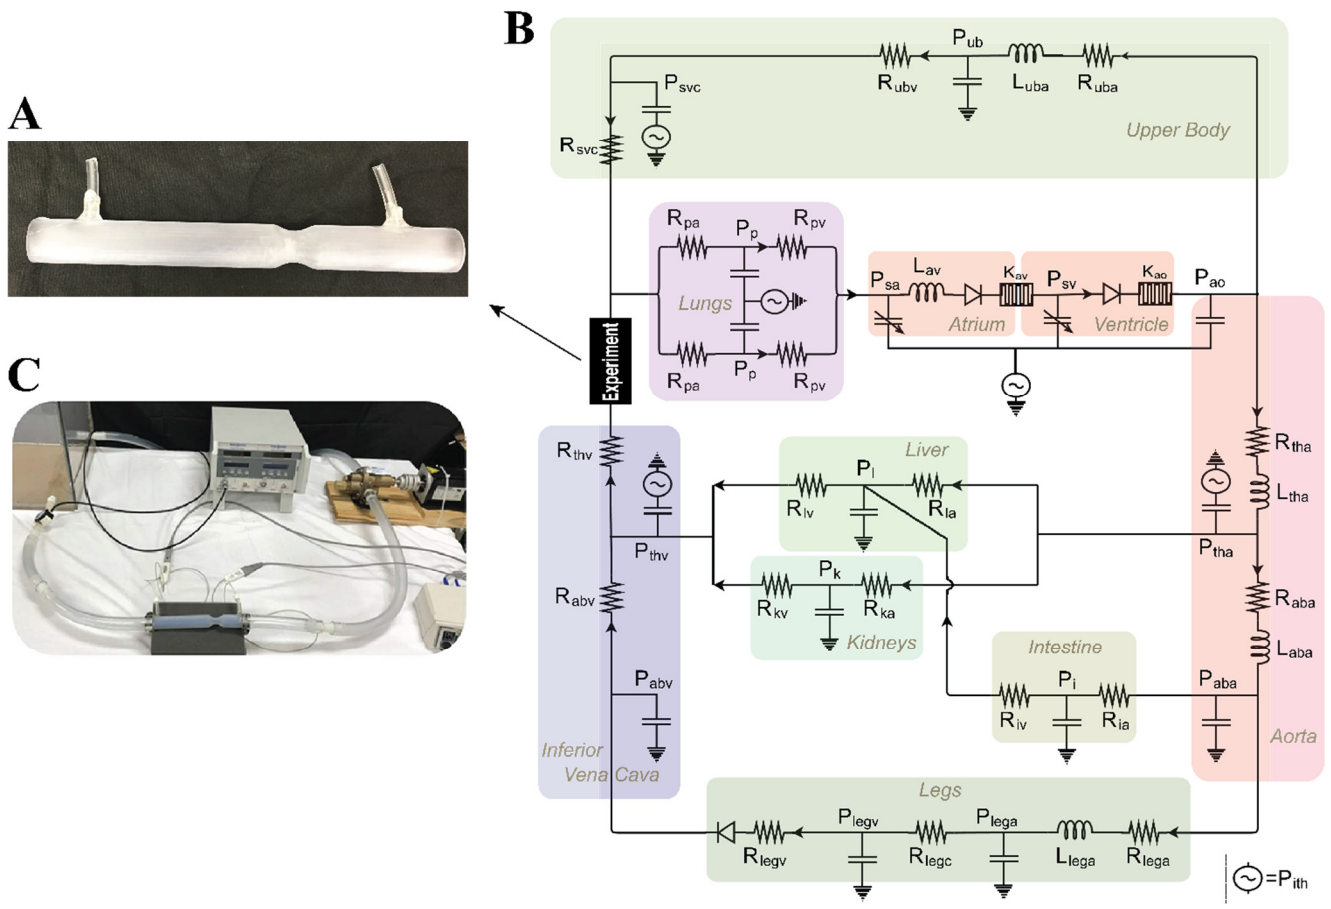 A
B
P_ub
R_ubv
L_uba
R_uba
P_svc
R_svc
Upper Body
R_pa
P_p
R_pv
Lungs
R_pa
P_p
R_pv
P_sa
L_av
K_av
P_sv
K_ao
P_ao
Atrium
Ventricle
Experiment
C
R_thv
P_thv
R_abv
P_abv
Inferior
Vena Cava
Liver
P_l
R_lv
R_la
P_k
R_kv
R_ka
Kidneys
Intestine
P_i
R_iv
R_ia
R_tha
L_tha
P_tha
R_aba
L_aba
P_aba
Aorta
Legs
P_legv
P_lega
R_legv
R_legc
L_lega
R_lega
=P_ith